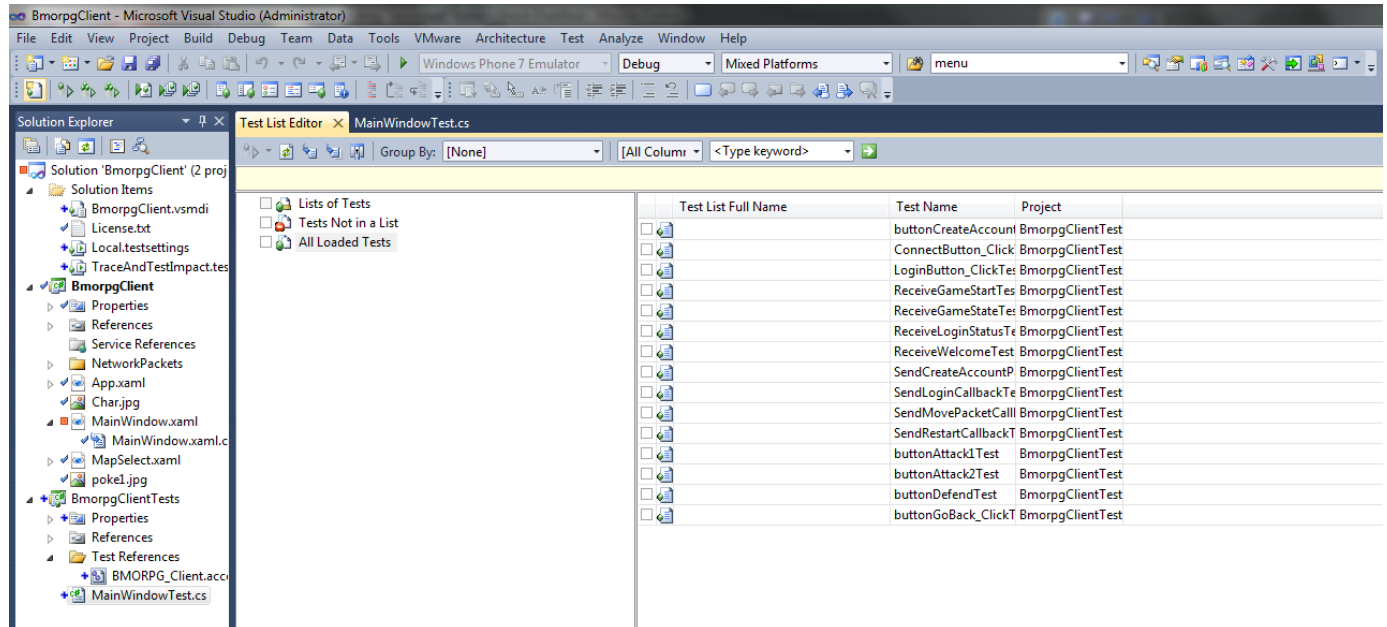 BmorpgClient - Microsoft Visual Studio (Administrator)
File Edit View Project Build Debug Team Data Tools VMware Architecture Test Analyze Window Help
Windows Phone 7 Emulator Debug Mixed Platforms menu
Solution Explorer
Test List Editor MainWindowTest.cs
Group By: [None] [All Colum <Type keyword>
Solution 'BmorpgClient' (2 proj
Solution Items
BmorpgClient.vsmdi
License.txt
Local.testsettings
TraceAndTestImpact.tes
BmorpgClient
Properties
References
Service References
NetworkPackets
App.xaml
Char.jpg
MainWindow.xaml
MainWindow.xaml.c
MapSelect.xaml
poke1.jpg
BmorpgClientTests
Properties
References
Test References
BMORPG_Client.acc
MainWindowTest.cs
Lists of Tests
Tests Not in a List
All Loaded Tests
Test List Full Name Test Name Project
buttonCreateAccount BmorpgClientTest
ConnectButton_Click BmorpgClientTest
LoginButton_ClickTes BmorpgClientTest
ReceiveGameStartTes BmorpgClientTest
ReceiveGameStateTes BmorpgClientTest
ReceiveLoginStatusTe BmorpgClientTest
ReceiveWelcomeTest BmorpgClientTest
SendCreateAccountP BmorpgClientTest
SendLoginCallbackTe BmorpgClientTest
SendMovePacketCall BmorpgClientTest
SendRestartCallbackT BmorpgClientTest
buttonAttack1Test BmorpgClientTest
buttonAttack2Test BmorpgClientTest
buttonDefendTest BmorpgClientTest
buttonGoBack_ClickT BmorpgClientTest